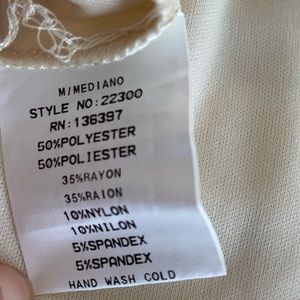 M/MEDIANO
STYLE NO:22300
RN:136397
50%POLYESTER
50%POLIESTER
35%RAYON
35%RAION
10%NYLON
10%NILON
5%SPANDEX
5%SPANDEX
HAND WASH COLD